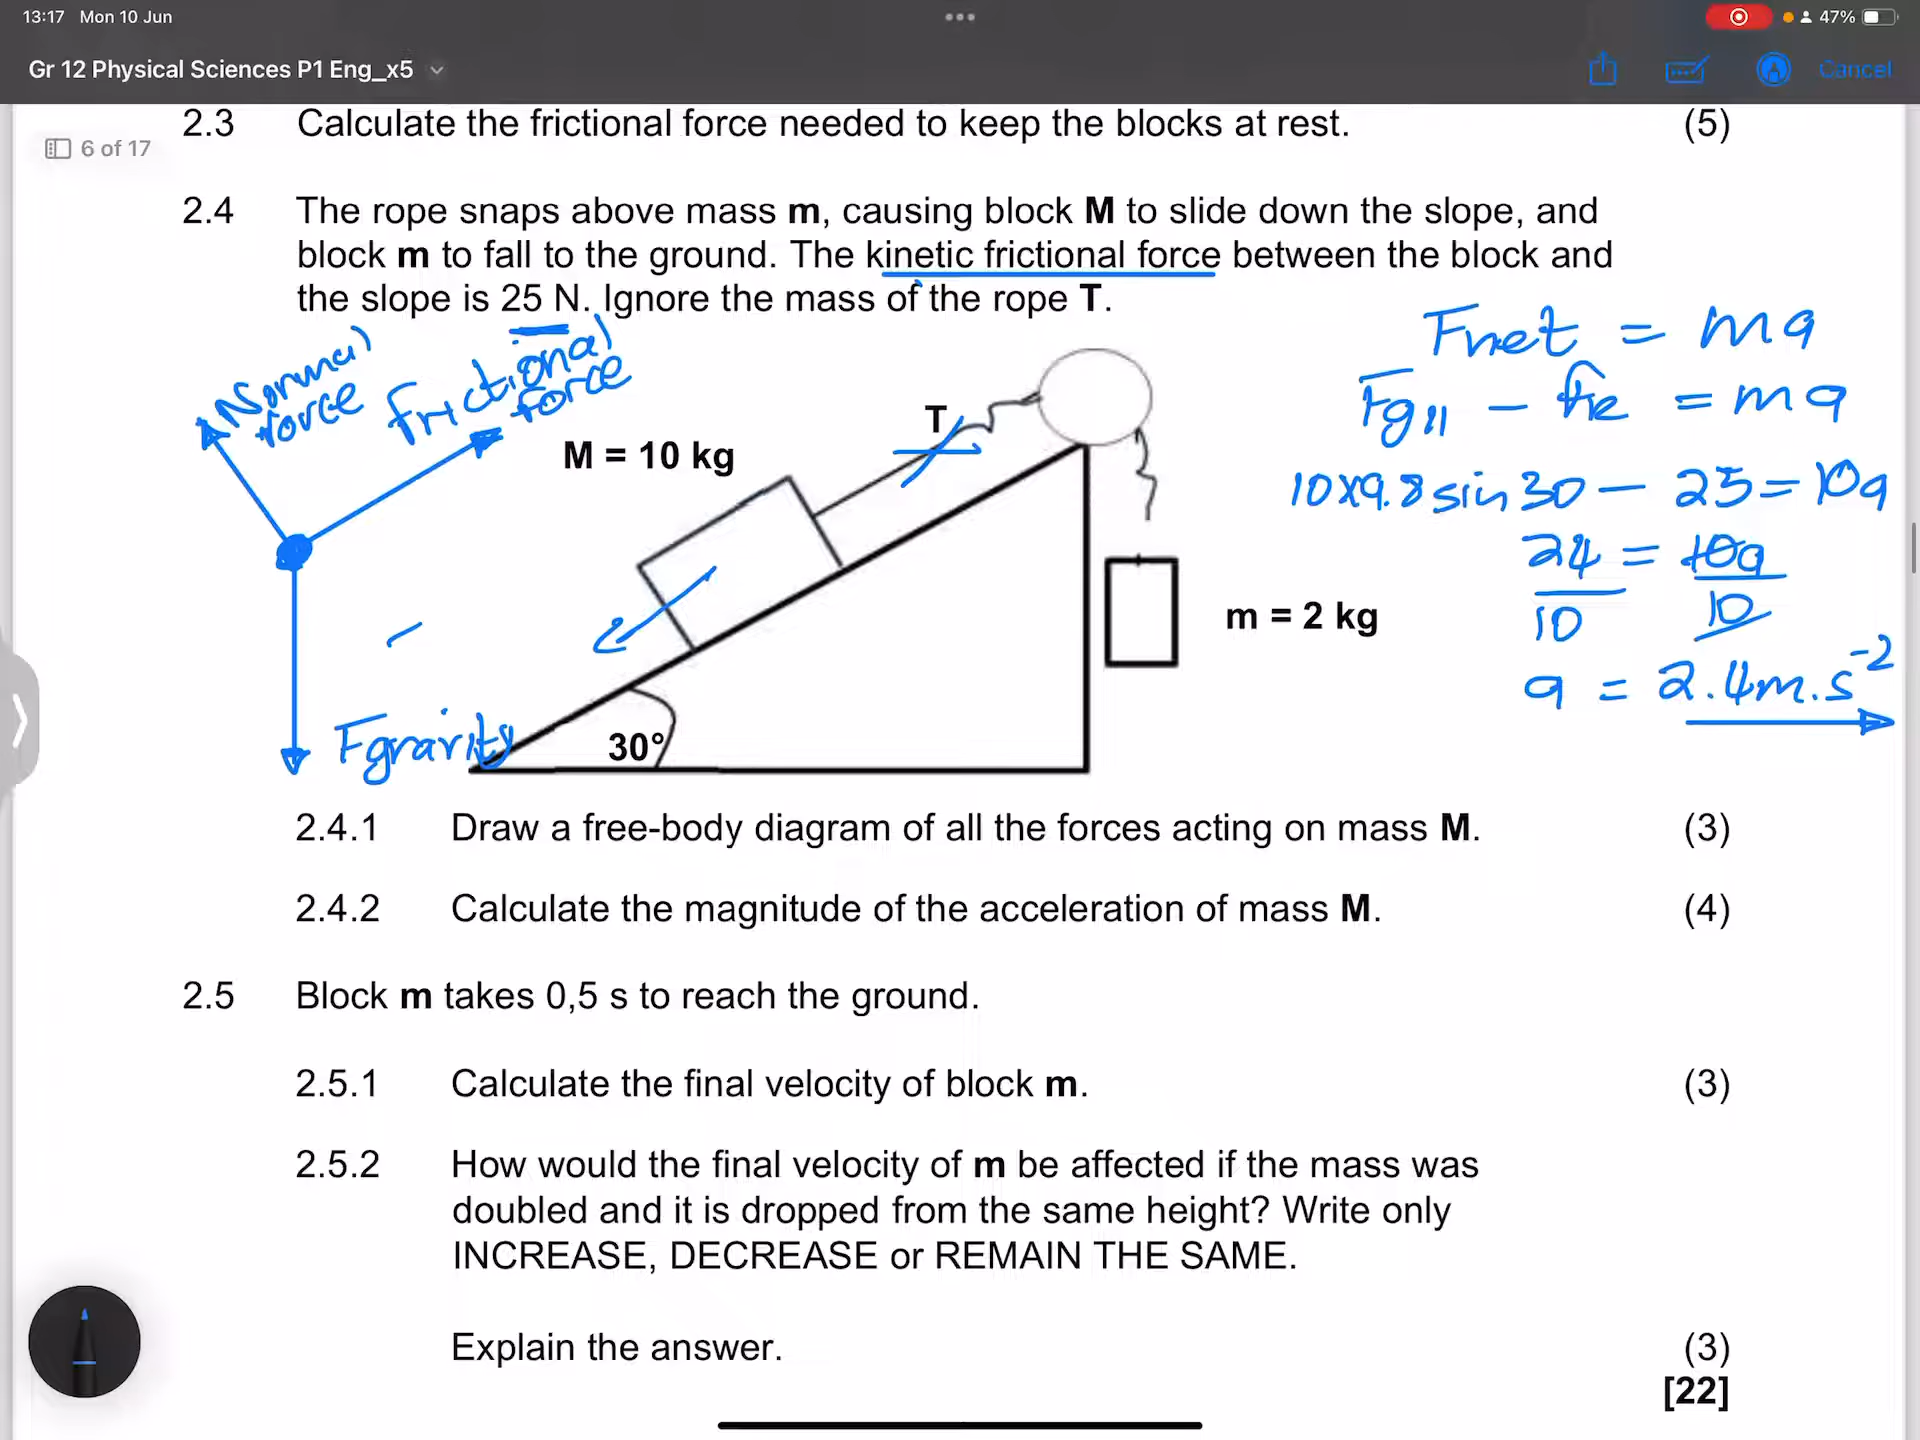 13:17 Mon 10 Jun
47%
Gr 12 Physical Sciences P1 Eng_x5
Cancel
6 of 17
2.3 Calculate the frictional force needed to keep the blocks at rest. (5)
2.4 The rope snaps above mass m, causing block M to slide down the slope, and
block m to fall to the ground. The kinetic frictional force between the block and
the slope is 25 N. Ignore the mass of the rope T.
Normal
force
frictional
force
M = 10 kg
T
m = 2 kg
30°
Fgravity
Fnet = ma
Fg|| - fk = ma
10x9.8 sin 30 - 25 = 10a
24 = 10a
10 10
a = 2.4m.s-2
2.4.1 Draw a free-body diagram of all the forces acting on mass M. (3)
2.4.2 Calculate the magnitude of the acceleration of mass M. (4)
2.5 Block m takes 0,5 s to reach the ground.
2.5.1 Calculate the final velocity of block m. (3)
2.5.2 How would the final velocity of m be affected if the mass was
doubled and it is dropped from the same height? Write only
INCREASE, DECREASE or REMAIN THE SAME.
Explain the answer. (3)
[22]